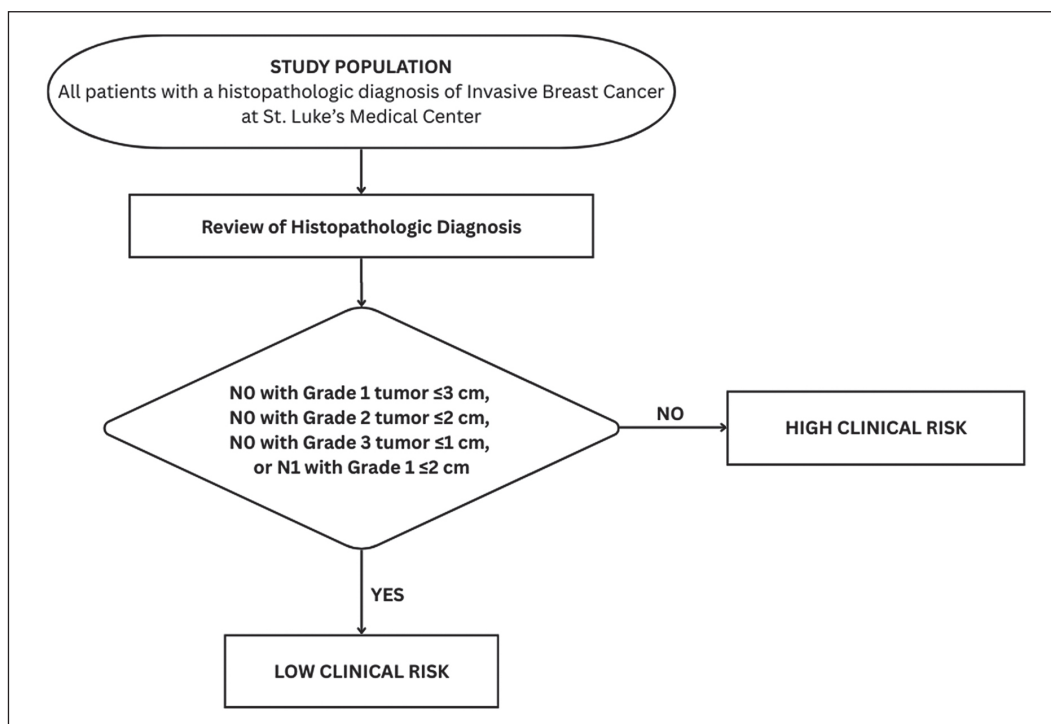 STUDY POPULATION
All patients with a histopathologic diagnosis of Invasive Breast Cancer
at St. Luke’s Medical Center
Review of Histopathologic Diagnosis
N0 with Grade 1 tumor ≤3 cm,
N0 with Grade 2 tumor ≤2 cm,
N0 with Grade 3 tumor ≤1 cm,
or N1 with Grade 1 ≤2 cm
NO
HIGH CLINICAL RISK
YES
LOW CLINICAL RISK